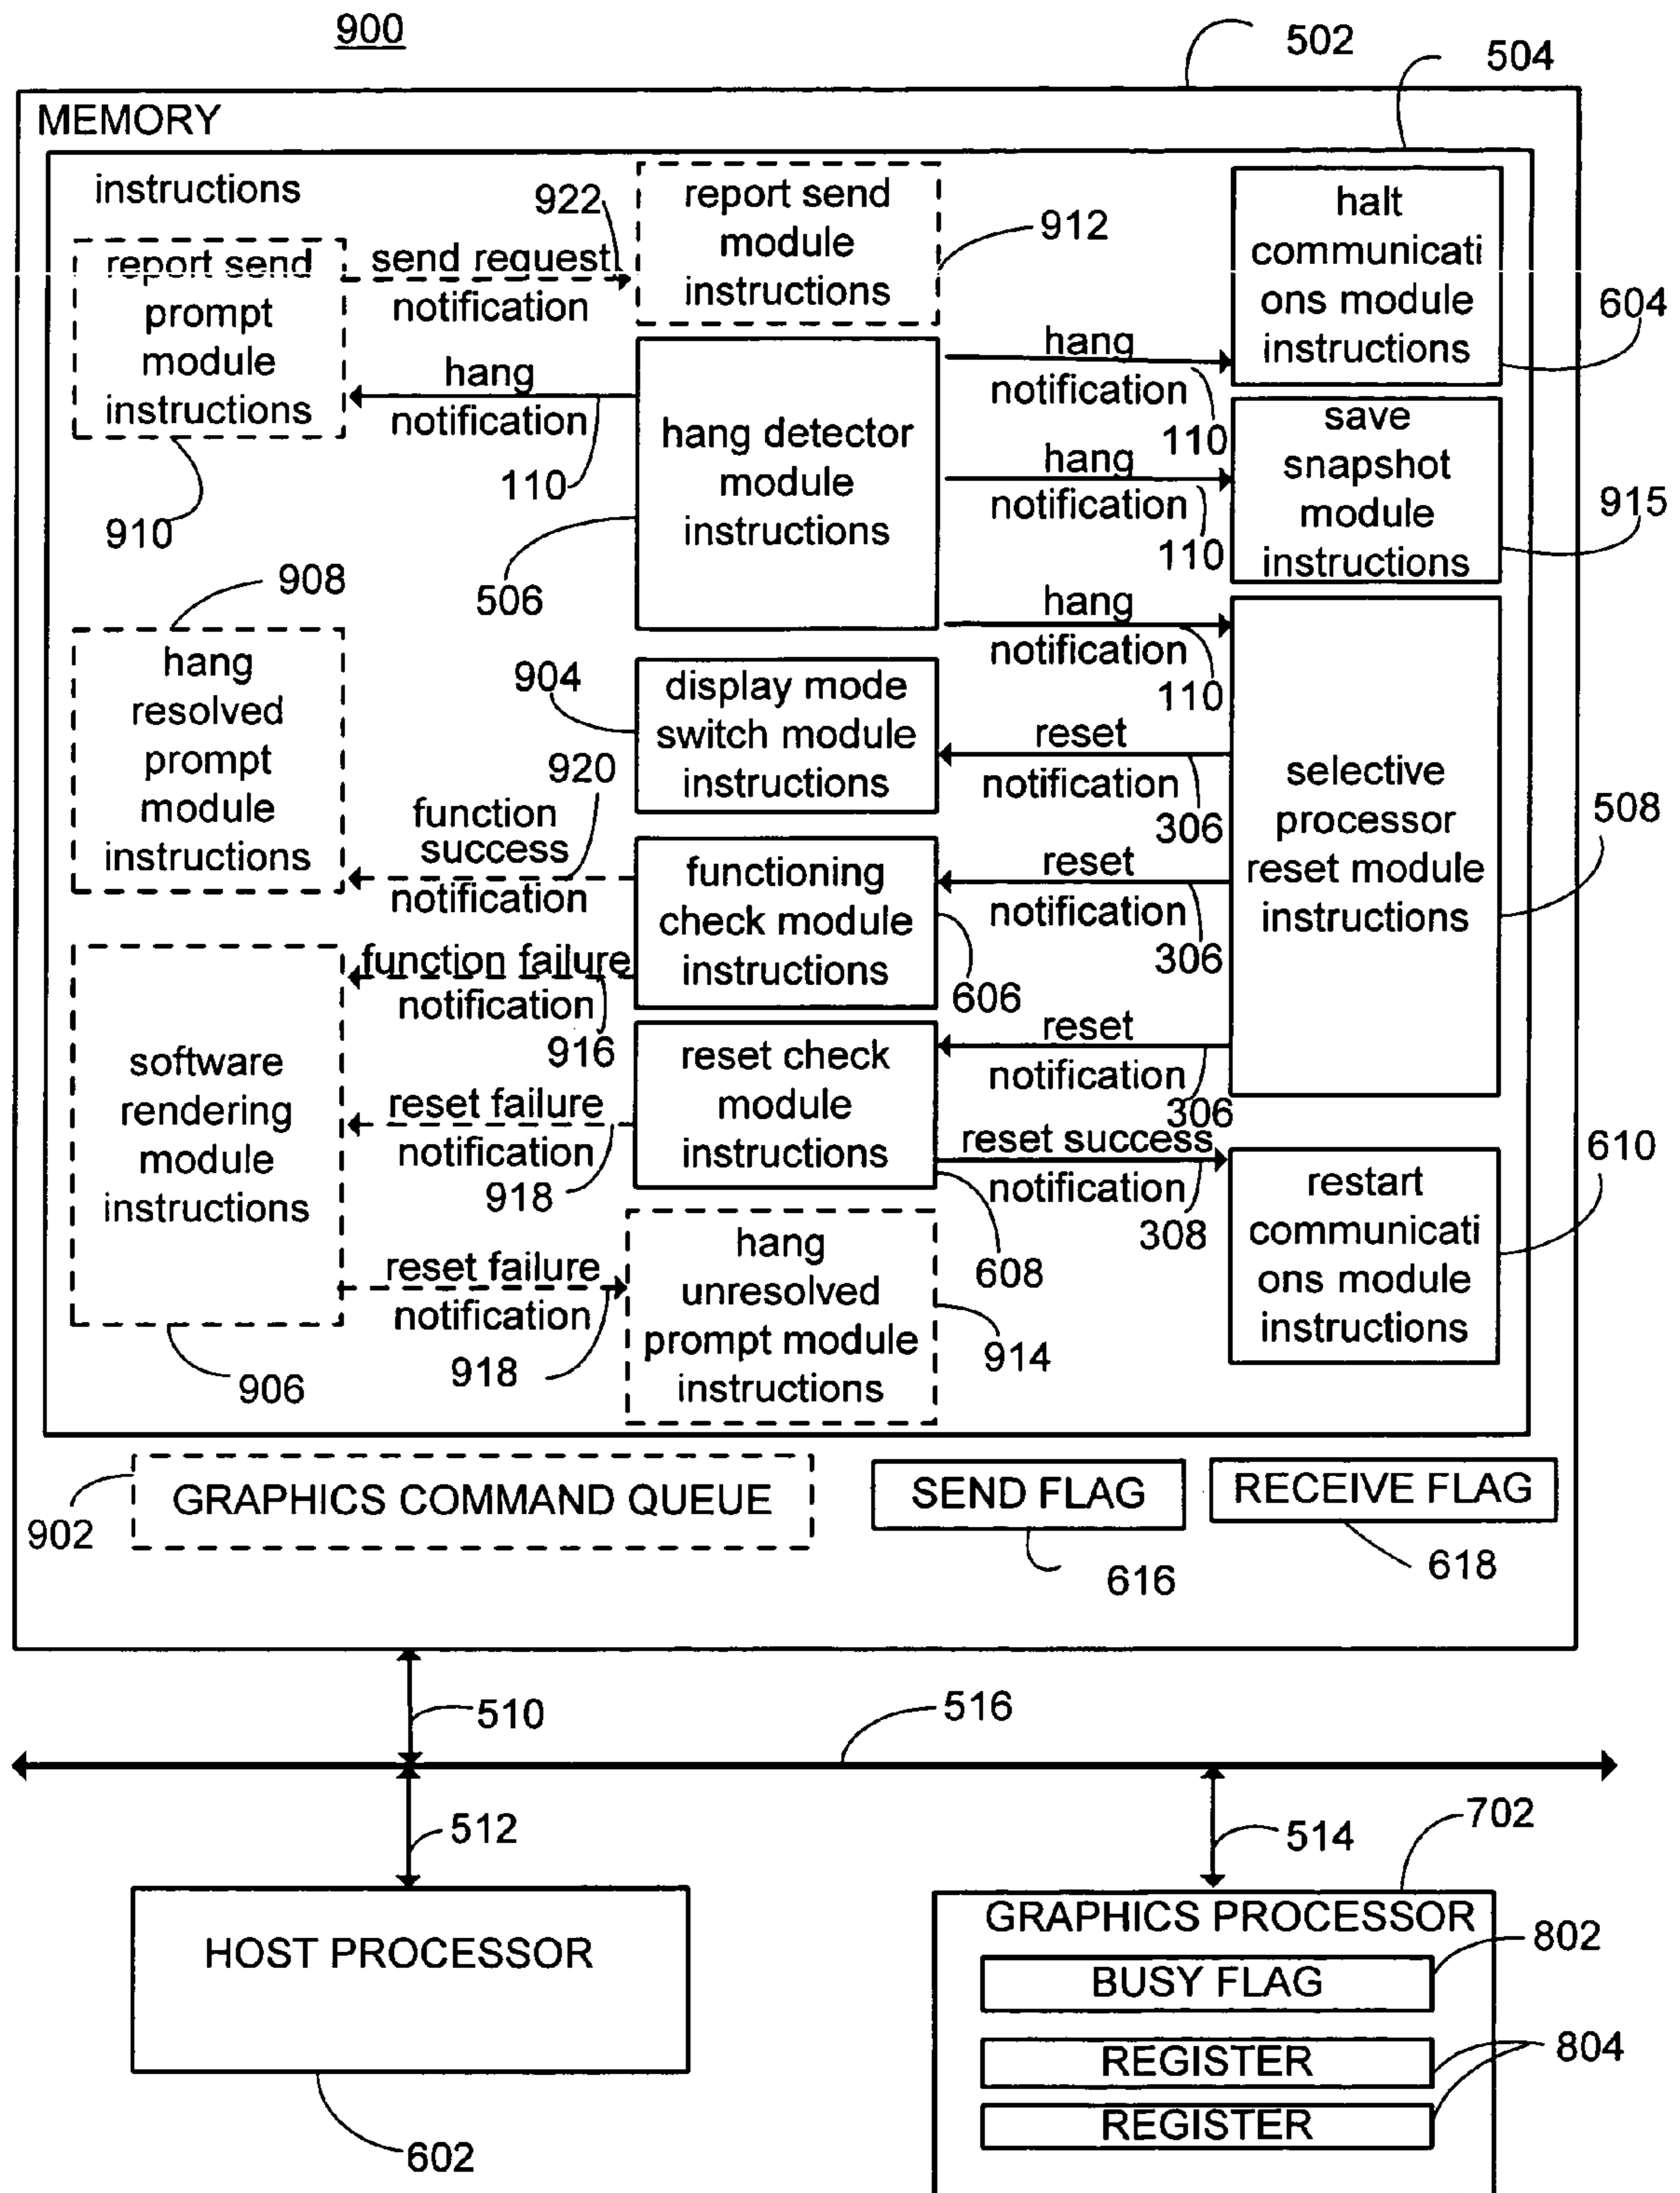 900
502
504
MEMORY
instructions
922
report send
module
instructions
912
halt
communicati
ons module
instructions
604
report send
prompt
module
instructions
910
send request
notification
hang
notification
110
hang detector
module
instructions
506
hang
notification
110
hang
notification
110
save
snapshot
module
instructions
915
hang
notification
110
908
hang
resolved
prompt
module
instructions
904
display mode
switch module
instructions
reset
notification
306
selective
processor
reset module
instructions
508
920
function
success
notification
functioning
check module
instructions
606
reset
notification
306
function failure
notification
916
software
rendering
module
instructions
906
reset failure
notification
918
reset check
module
instructions
608
reset
notification
306
reset success
notification
308
restart
communicati
ons module
instructions
610
reset failure
notification
918
hang
unresolved
prompt module
instructions
914
GRAPHICS COMMAND QUEUE
902
SEND FLAG
616
RECEIVE FLAG
618
510
516
512
514
702
HOST PROCESSOR
602
GRAPHICS PROCESSOR
BUSY FLAG
802
REGISTER
804
REGISTER